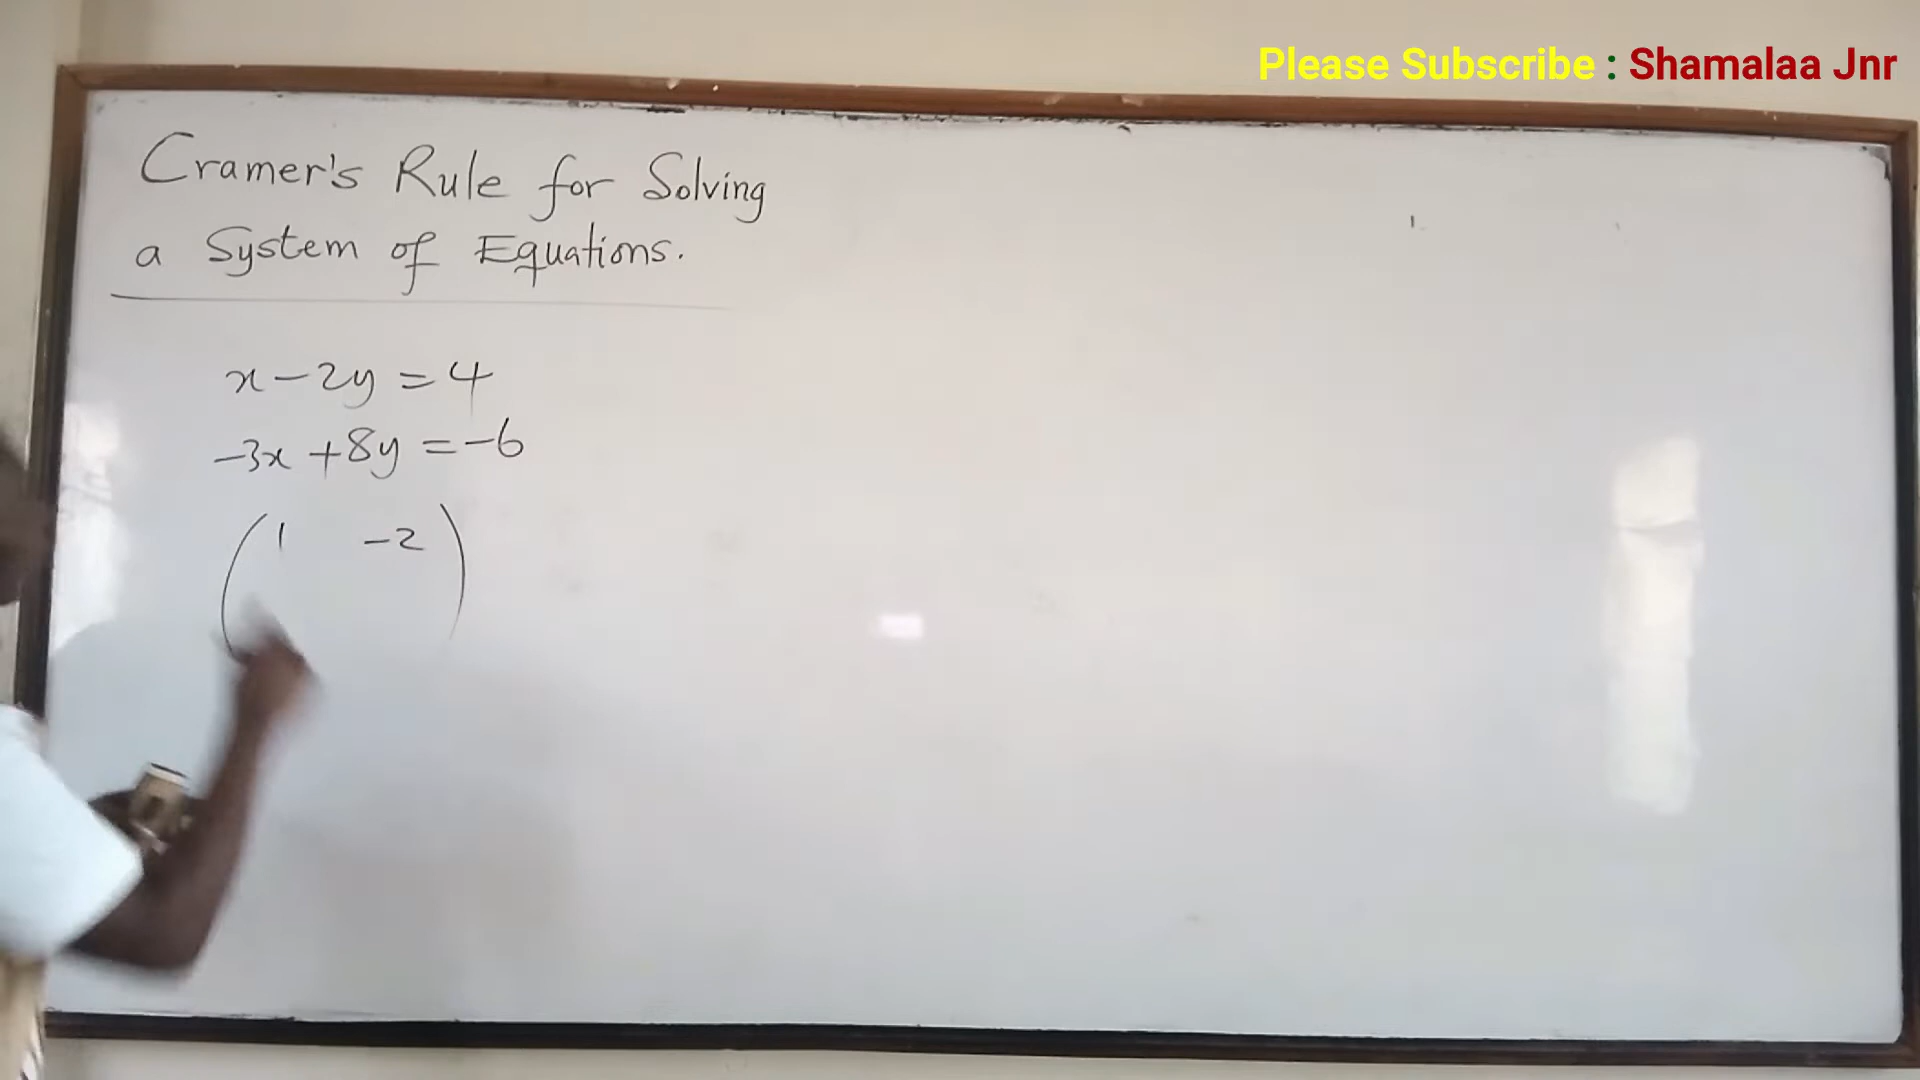 Please Subscribe : Shamalaa Jnr
Cramer's Rule for Solving
a System of Equations.
x - 2y = 4
-3x + 8y = -6
( 1 -2 )